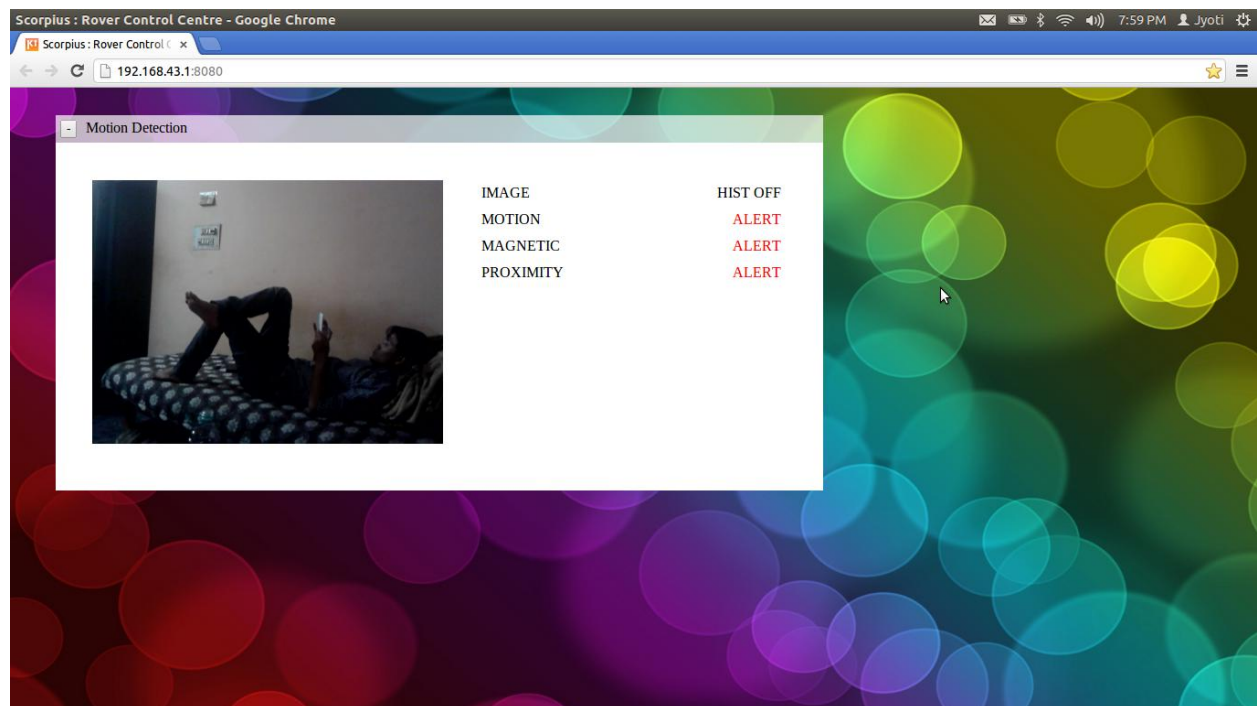 Scorpius : Rover Control Centre - Google Chrome
7:59 PM Jyoti
Scorpius : Rover Control C
192.168.43.1:8080
- Motion Detection
IMAGE HIST OFF
MOTION ALERT
MAGNETIC ALERT
PROXIMITY ALERT